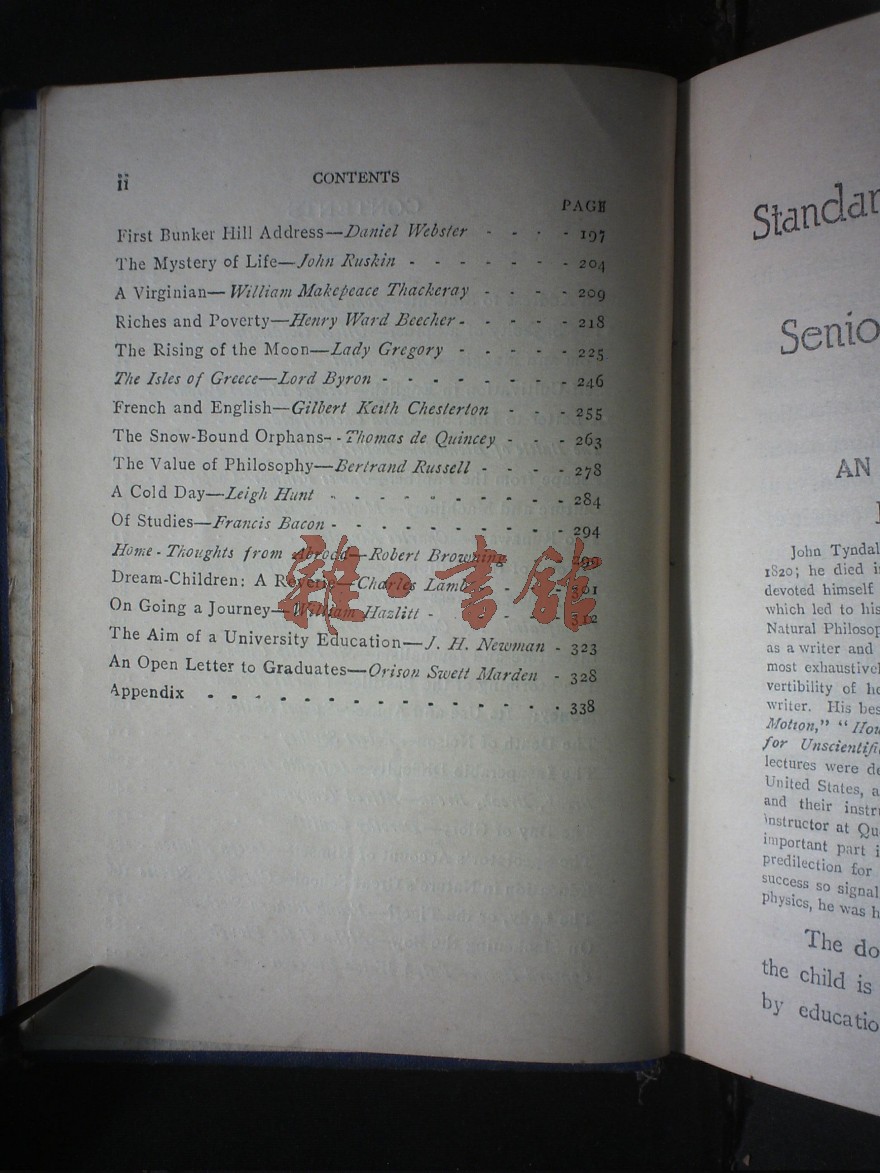 ii CONTENTS
PAGE
First Bunker Hill Address—Daniel Webster - - - - 197
The Mystery of Life—John Ruskin - - - - - - - 204
A Virginian—William Makepeace Thackeray - - - - 209
Riches and Poverty—Henry Ward Beecher - - - - - 218
The Rising of the Moon—Lady Gregory - - - - - 225
The Isles of Greece—Lord Byron - - - - - - - - 246
French and English—Gilbert Keith Chesterton - - - 255
The Snow-Bound Orphans--Thomas de Quincey - - - 263
The Value of Philosophy—Bertrand Russell - - - - 278
A Cold Day—Leigh Hunt - - - - - - - - - 284
Of Studies—Francis Bacon - - - - - - - - - 294
Home-Thoughts from Abroad—Robert Browning
Dream-Children: A Reverie—Charles Lamb - - - 301
On Going a Journey—William Hazlitt - - - 312
The Aim of a University Education—J. H. Newman - 323
An Open Letter to Graduates—Orison Swett Marden - 328
Appendix - - - - - - - - - - - - - 338
雜·書館
Standar
Senio
AN
John Tyndal
1820; he died i
devoted himself
which led to his
Natural Philosop
as a writer and
most exhaustivel
vertibility of he
writer. His bes
Motion," "Hou
for Unscientifi
lectures were de
United States, a
and their instr
instructor at Qu
important part i
predilection for
success so signal
physics, he was h
The do
the child is
by educatio